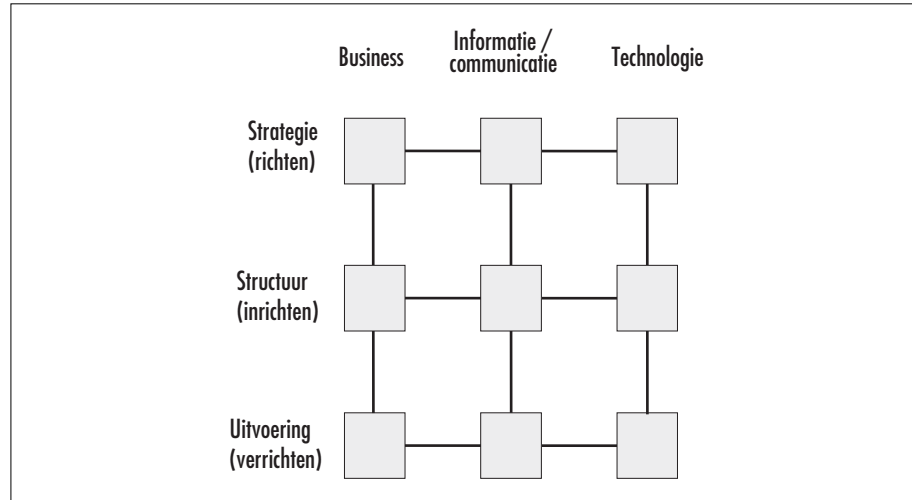 Business
Informatie /
communicatie
Technologie
Strategie
(richten)
Structuur
(inrichten)
Uitvoering
(verrichten)